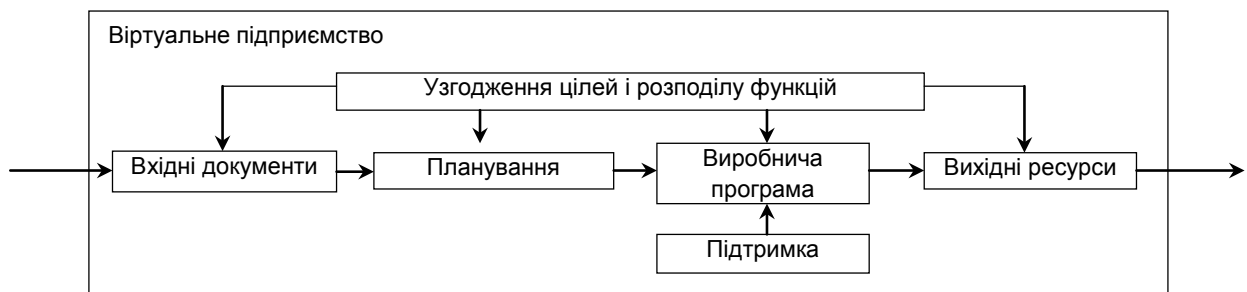 Віртуальне підприємство
Узгодження цілей і розподілу функцій
Вхідні документи
Планування
Виробнича
програма
Вихідні ресурси
Підтримка